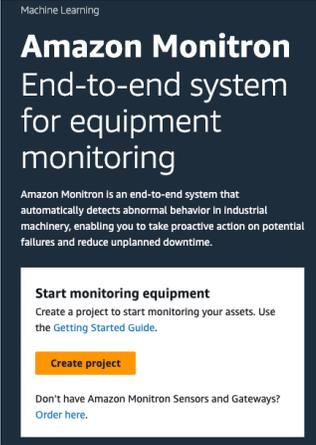 Machine Learning
Amazon Monitron
End-to-end system
for equipment
monitoring
Amazon Monitron is an end-to-end system that
automatically detects abnormal behavior in industrial
machinery, enabling you to take proactive action on potential
failures and reduce unplanned downtime.
Start monitoring equipment
Create a project to start monitoring your assets. Use
the Getting Started Guide.
Create project
Don't have Amazon Monitron Sensors and Gateways?
Order here.